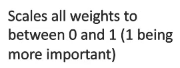 Scales all weights to
between 0 and 1 (1 being
more important)